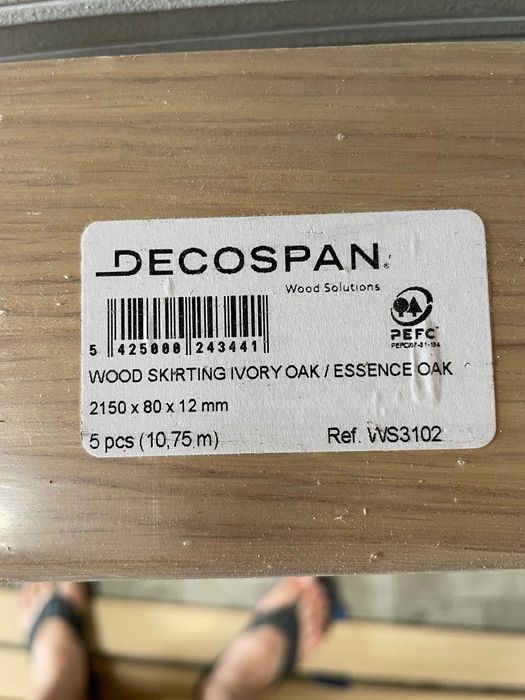 DECOSPAN
Wood Solutions
5 425000 243441
PEFC
WOOD SKIRTING IVORY OAK / ESSENCE OAK
2150 x 80 x 12 mm
5 pcs (10,75 m) Ref. WS3102